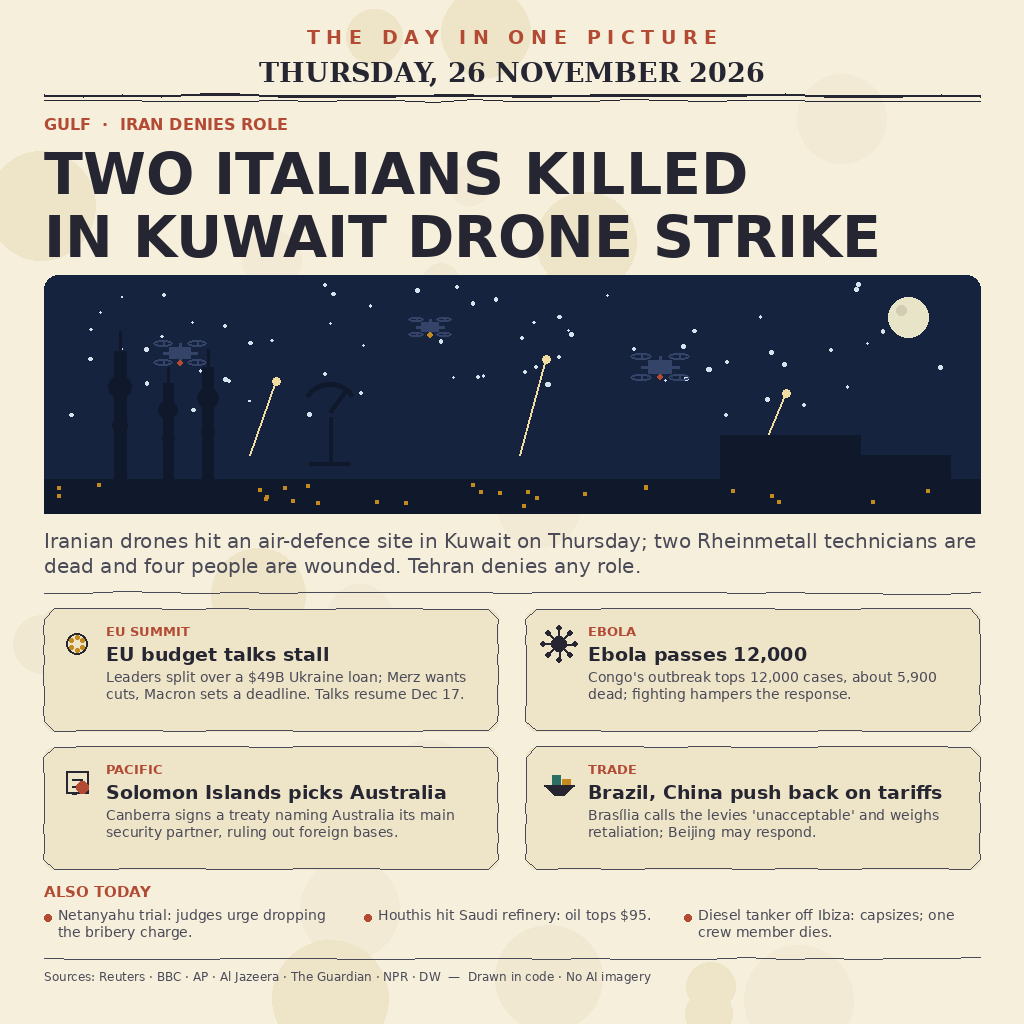 THE DAY IN ONE PICTURE
THURSDAY, 26 NOVEMBER 2026
GULF · IRAN DENIES ROLE
TWO ITALIANS KILLED
IN KUWAIT DRONE STRIKE
Iranian drones hit an air-defence site in Kuwait on Thursday; two Rheinmetall technicians are
dead and four people are wounded. Tehran denies any role.
EU SUMMIT
EU budget talks stall
Leaders split over a $49B Ukraine loan; Merz wants
cuts, Macron sets a deadline. Talks resume Dec 17.
EBOLA
Ebola passes 12,000
Congo's outbreak tops 12,000 cases, about 5,900
dead; fighting hampers the response.
PACIFIC
Solomon Islands picks Australia
Canberra signs a treaty naming Australia its main
security partner, ruling out foreign bases.
TRADE
Brazil, China push back on tariffs
Brasília calls the levies 'unacceptable' and weighs
retaliation; Beijing may respond.
ALSO TODAY
Netanyahu trial: judges urge dropping
the bribery charge.
Houthis hit Saudi refinery: oil tops $95.
Diesel tanker off Ibiza: capsizes; one
crew member dies.
Sources: Reuters · BBC · AP · Al Jazeera · The Guardian · NPR · DW — Drawn in code · No AI imagery